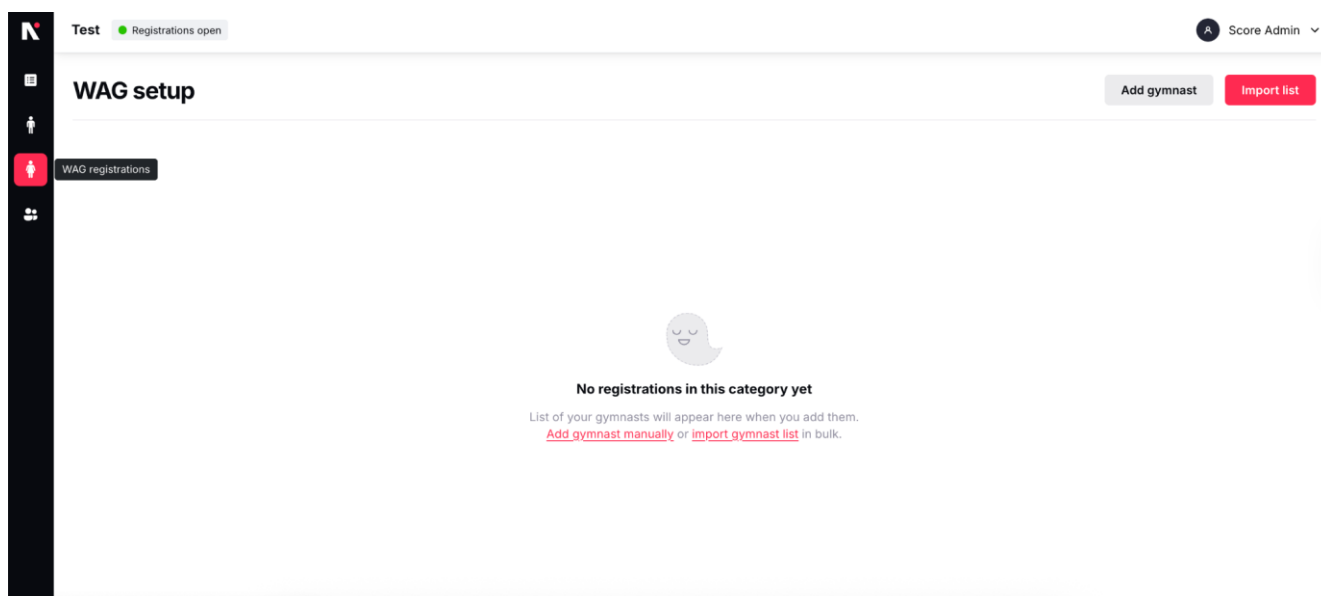 Test
Registrations open
A
Score Admin
WAG setup
Add gymnast
Import list
WAG registrations
No registrations in this category yet
List of your gymnasts will appear here when you add them.
Add gymnast manually or import gymnast list in bulk.